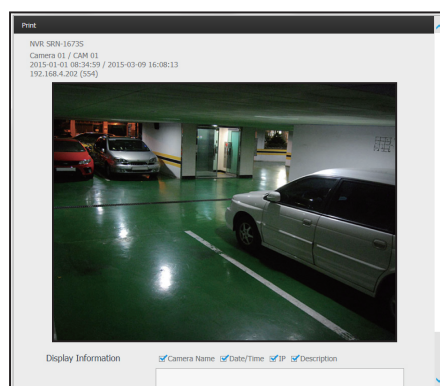 Print
NVR SRN-1673S
Camera 01 / CAM 01
2015-01-01 08:34:59 / 2015-03-09 16:08:13
192.168.4.202 (554)
Display Information
Camera Name Date/Time IP Description